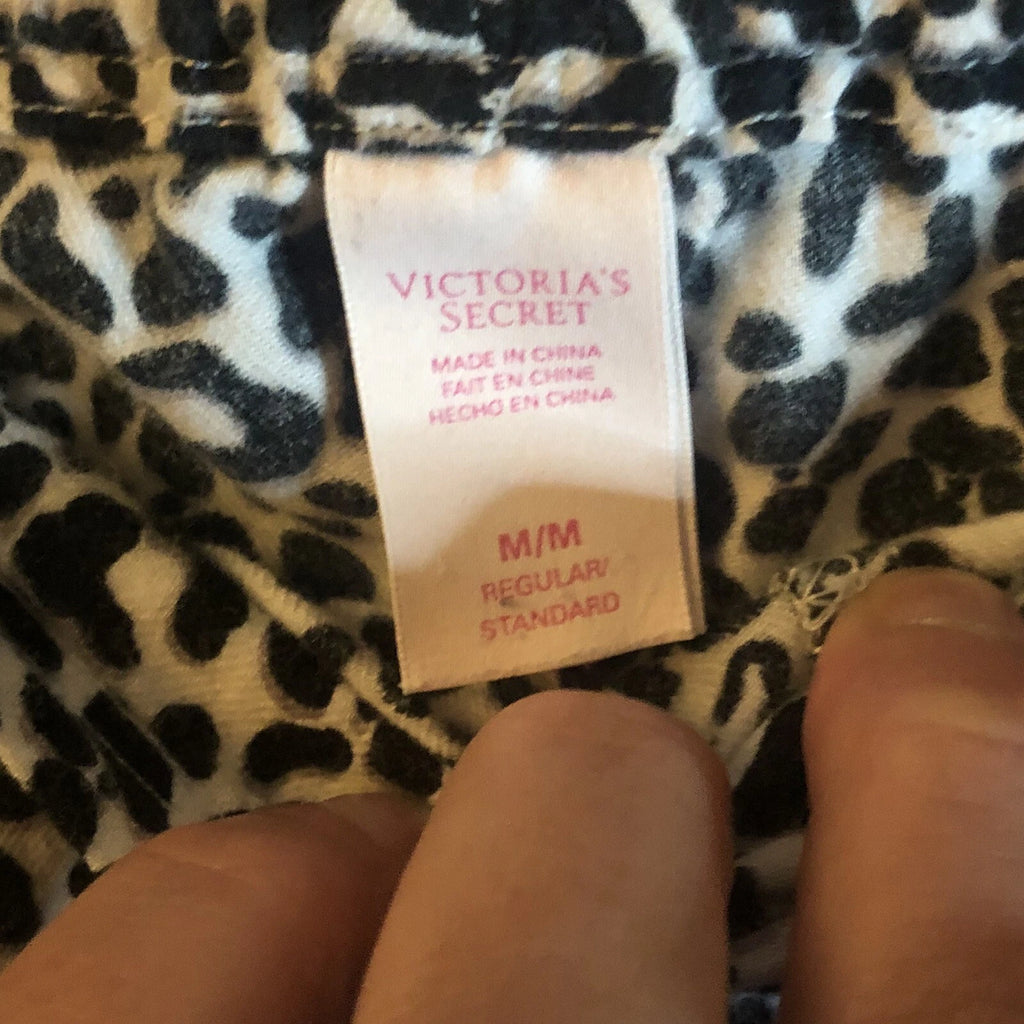 VICTORIA'S
SECRET
MADE IN CHINA
FAIT EN CHINE
HECHO EN CHINA
M/M
REGULAR/
STANDARD